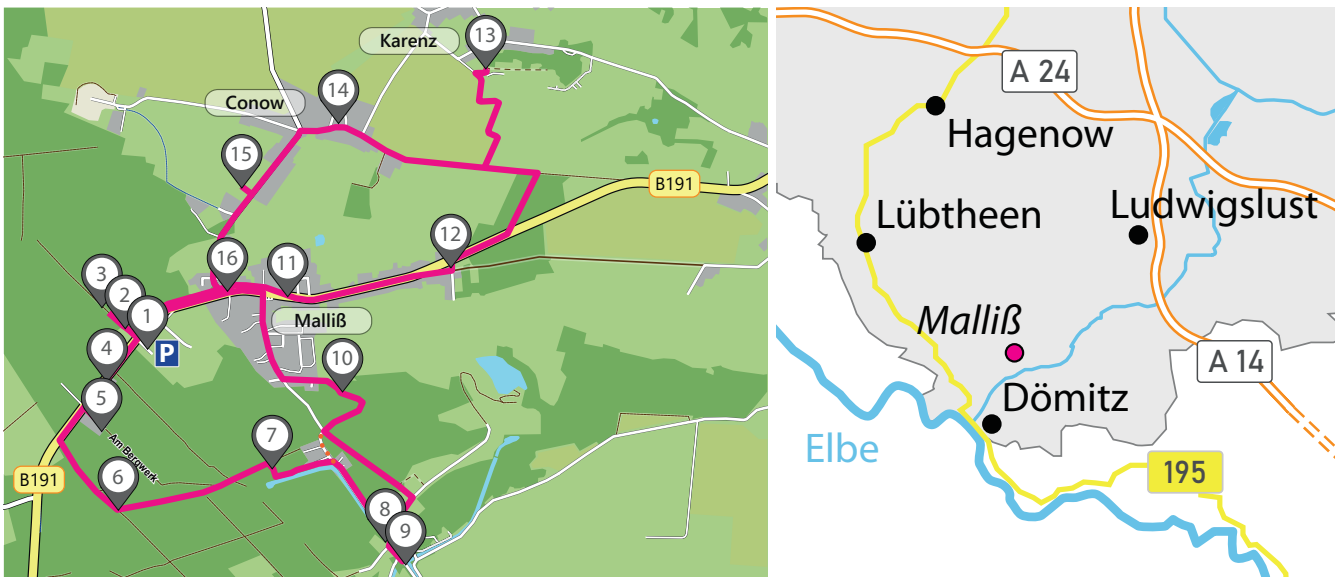 Karenz
13
14
Conow
15
B191
12
16
11
3
2
1
Malliß
P
4
10
5
7
Am Bergwerk
B191
6
8
9
A 24
Hagenow
Lübtheen
Ludwigslust
Malliß
A 14
Dömitz
Elbe
195